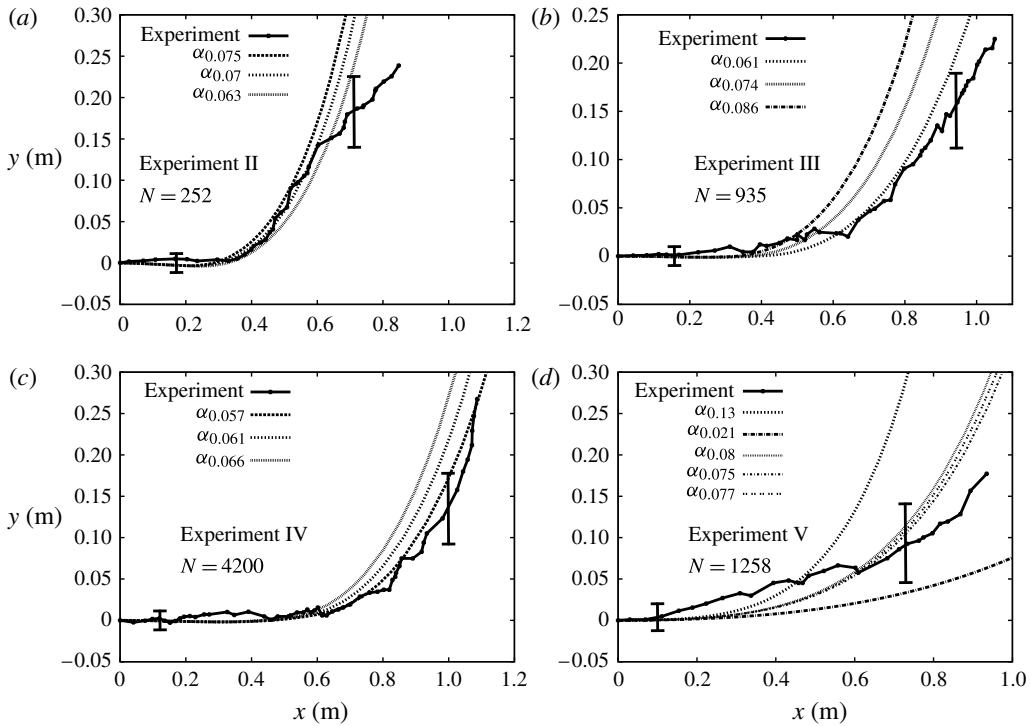 (a)
0.30
0.25
0.20
0.15
0.10
0.05
0
−0.05
y (m)
Experiment
α0.075
α0.07
α0.063
Experiment II
N = 252
0 0.2 0.4 0.6 0.8 1.0 1.2
(b)
0.25
0.20
0.15
0.10
0.05
0
−0.05
Experiment
α0.061
α0.074
α0.086
Experiment III
N = 935
0 0.2 0.4 0.6 0.8 1.0
(c)
0.30
0.25
0.20
0.15
0.10
0.05
0
−0.05
y (m)
Experiment
α0.057
α0.061
α0.066
Experiment IV
N = 4200
0 0.2 0.4 0.6 0.8 1.0 1.2
x (m)
(d)
0.30
0.25
0.20
0.15
0.10
0.05
0
−0.05
Experiment
α0.13
α0.021
α0.08
α0.075
α0.077
Experiment V
N = 1258
0 0.2 0.4 0.6 0.8 1.0
x (m)